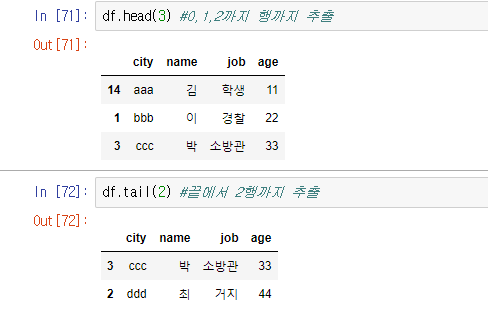 In [71]: df.head(3) #0,1,2까지 행까지 추출
Out[71]:
city name job age
14 aaa 김 학생 11
1 bbb 이 경찰 22
3 ccc 박 소방관 33
In [72]: df.tail(2) #끝에서 2행까지 추출
Out[72]:
city name job age
3 ccc 박 소방관 33
2 ddd 최 거지 44